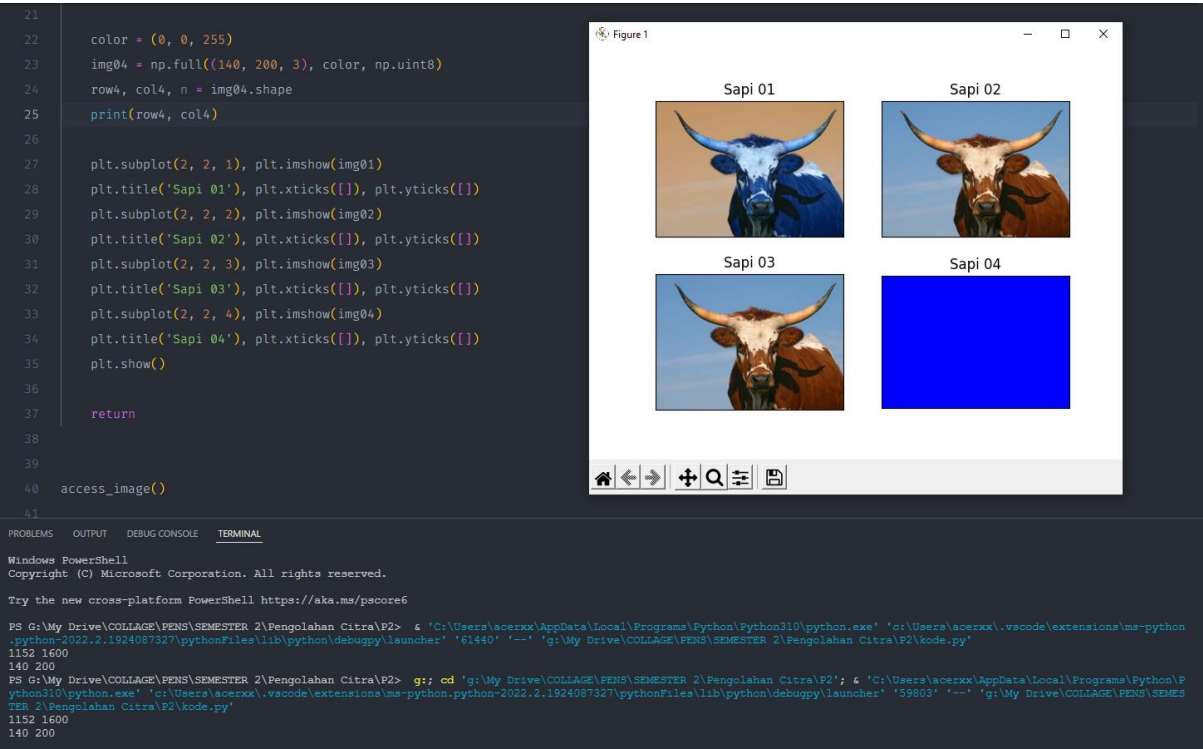 21
22 color = (0, 0, 255)
23 img04 = np.full((140, 200, 3), color, np.uint8)
24 row4, col4, n = img04.shape
25 print(row4, col4)
26
27 plt.subplot(2, 2, 1), plt.imshow(img01)
28 plt.title('Sapi 01'), plt.xticks([]), plt.yticks([])
29 plt.subplot(2, 2, 2), plt.imshow(img02)
30 plt.title('Sapi 02'), plt.xticks([]), plt.yticks([])
31 plt.subplot(2, 2, 3), plt.imshow(img03)
32 plt.title('Sapi 03'), plt.xticks([]), plt.yticks([])
33 plt.subplot(2, 2, 4), plt.imshow(img04)
34 plt.title('Sapi 04'), plt.xticks([]), plt.yticks([])
35 plt.show()
36
37 return
38
39
40 access_image()
41
Figure 1
Sapi 01
Sapi 02
Sapi 03
Sapi 04
PROBLEMS OUTPUT DEBUG CONSOLE TERMINAL
Windows PowerShell
Copyright (C) Microsoft Corporation. All rights reserved.
Try the new cross-platform PowerShell https://aka.ms/pscore6
PS G:\My Drive\COLLAGE\PENS\SEMESTER 2\Pengolahan Citra\P2> & 'C:\Users\acerxx\AppData\Local\Programs\Python\Python310\python.exe' 'c:\Users\acerxx\.vscode\extensions\ms-python
.python-2022.2.1924087327\pythonFiles\lib\python\debugpy\launcher' '61440' '--' 'g:\My Drive\COLLAGE\PENS\SEMESTER 2\Pengolahan Citra\P2\kode.py'
1152 1600
140 200
PS G:\My Drive\COLLAGE\PENS\SEMESTER 2\Pengolahan Citra\P2> g:; cd 'g:\My Drive\COLLAGE\PENS\SEMESTER 2\Pengolahan Citra\P2'; & 'C:\Users\acerxx\AppData\Local\Programs\Python\P
ython310\python.exe' 'c:\Users\acerxx\.vscode\extensions\ms-python.python-2022.2.1924087327\pythonFiles\lib\python\debugpy\launcher' '59803' '--' 'g:\My Drive\COLLAGE\PENS\SEMES
TER 2\Pengolahan Citra\P2\kode.py'
1152 1600
140 200